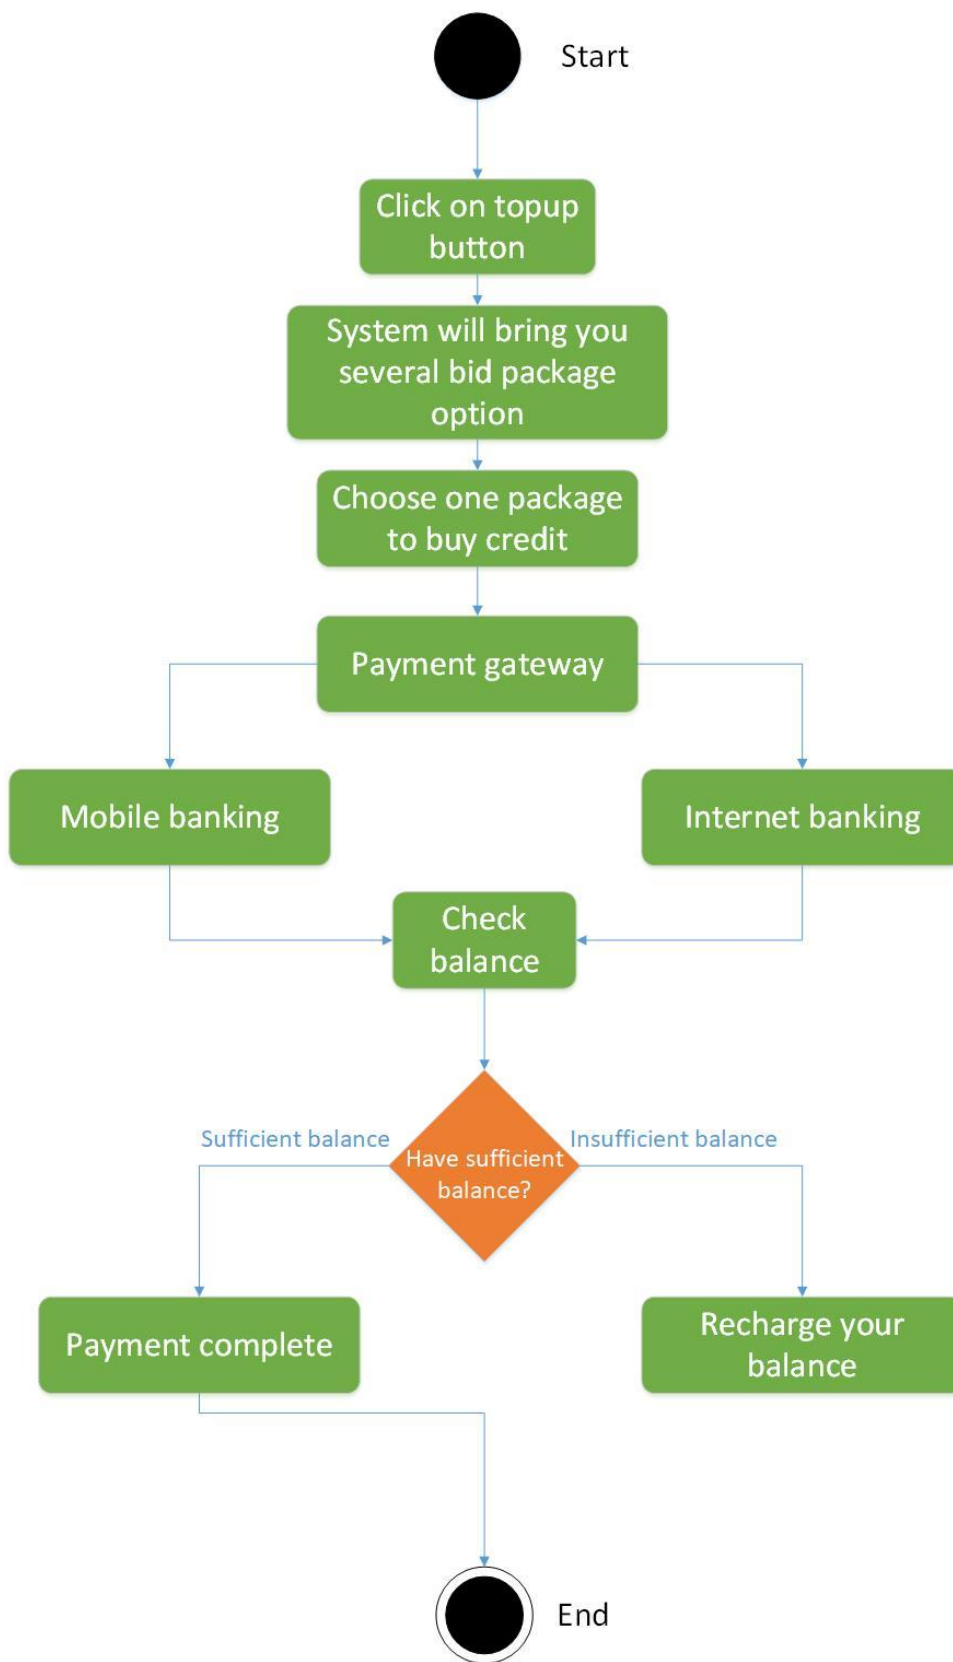 Start
Click on topup
button
System will bring you
several bid package
option
Choose one package
to buy credit
Payment gateway
Mobile banking
Internet banking
Check
balance
Sufficient balance
Insufficient balance
Have sufficient
balance?
Payment complete
Recharge your
balance
End